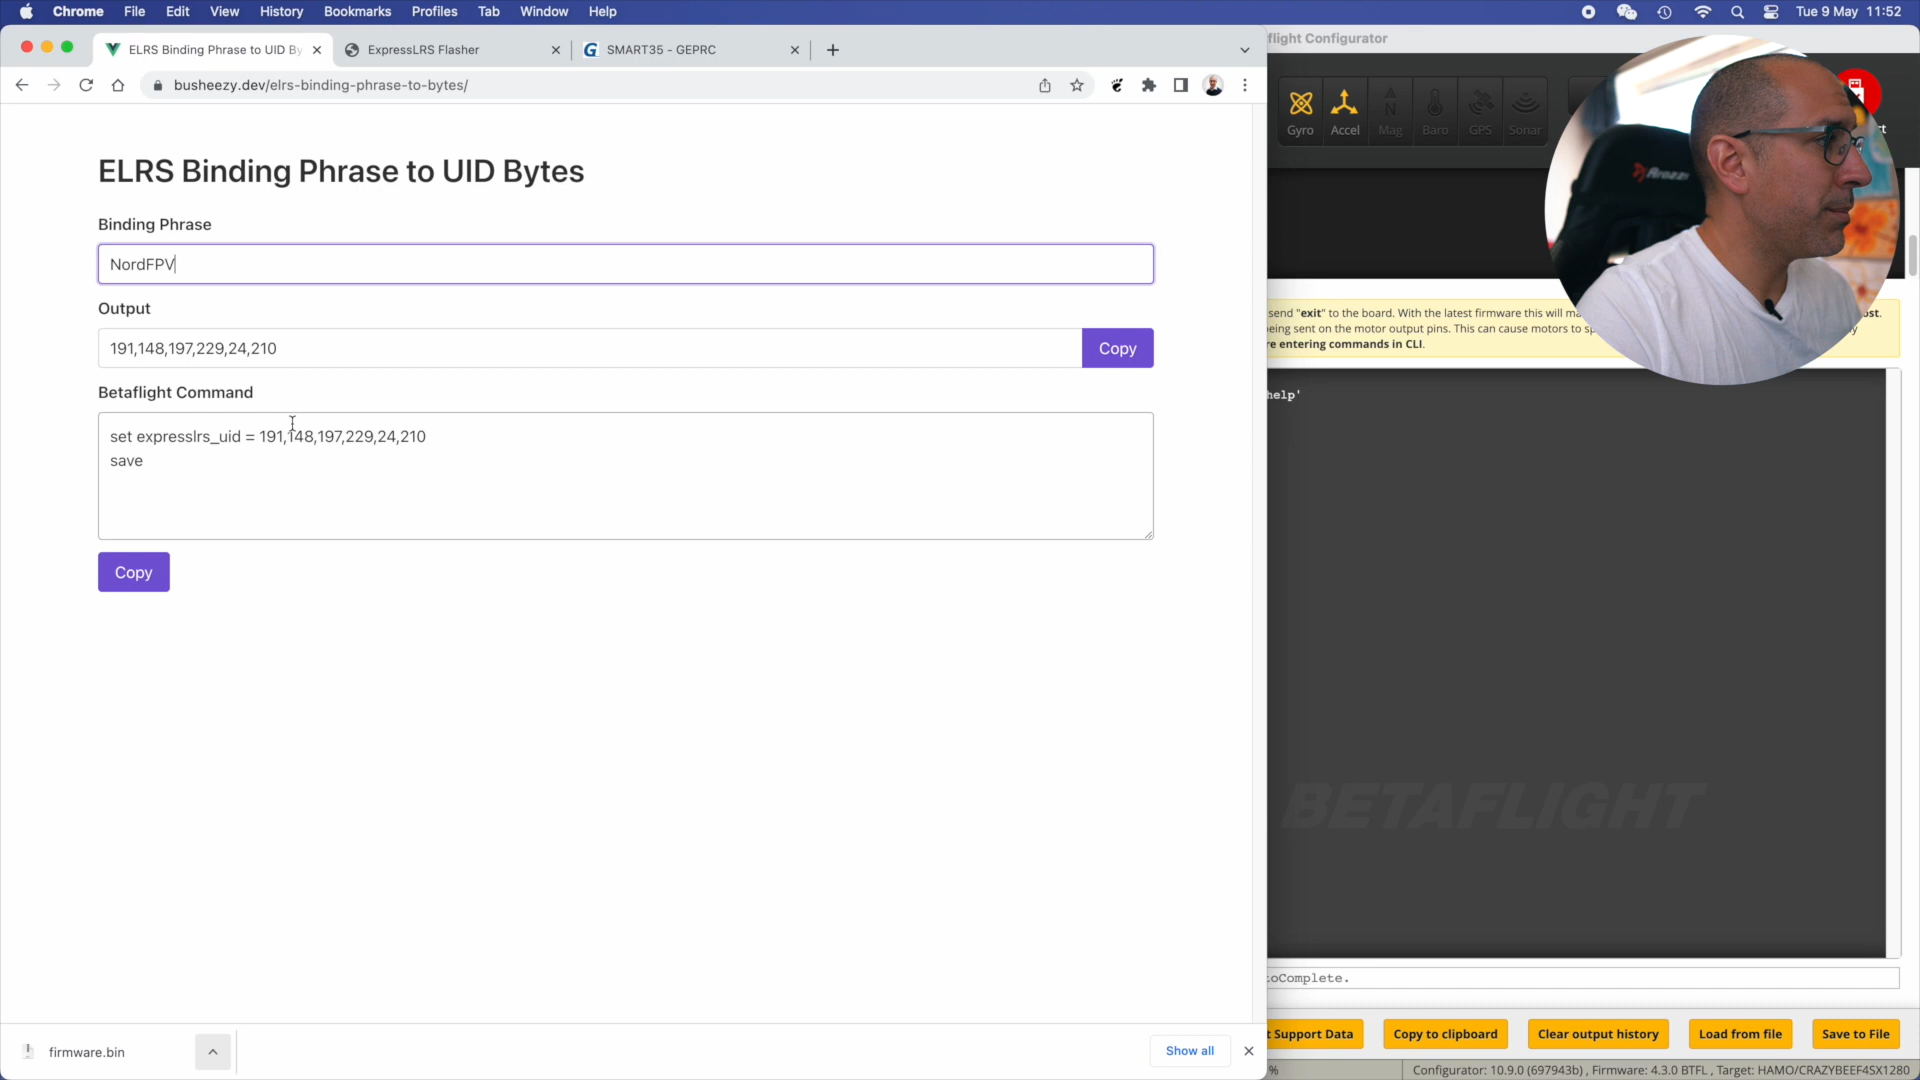 Chrome File Edit View History Bookmarks Profiles Tab Window Help
Tue 9 May 11:52
ELRS Binding Phrase to UID By
ExpressLRS Flasher
SMART35 - GEPRC
busheezy.dev/elrs-binding-phrase-to-bytes/
ELRS Binding Phrase to UID Bytes
Binding Phrase
NordFPV
Output
191,148,197,229,24,210
Copy
Betaflight Command
set expresslrs_uid = 191,148,197,229,24,210
save
Copy
firmware.bin
Show all
flight Configurator
Gyro Accel Mag Baro GPS Sonar
Arozzi
send "exit" to the board. With the latest firmware this will
being sent on the motor output pins. This can cause motors to
re entering commands in CLI.
help'
BETAFLIGHT
toComplete.
t Support Data
Copy to clipboard
Clear output history
Load from file
Save to File
%
Configurator: 10.9.0 (697943b) , Firmware: 4.3.0 BTFL , Target: HAMO/CRAZYBEEF4SX1280